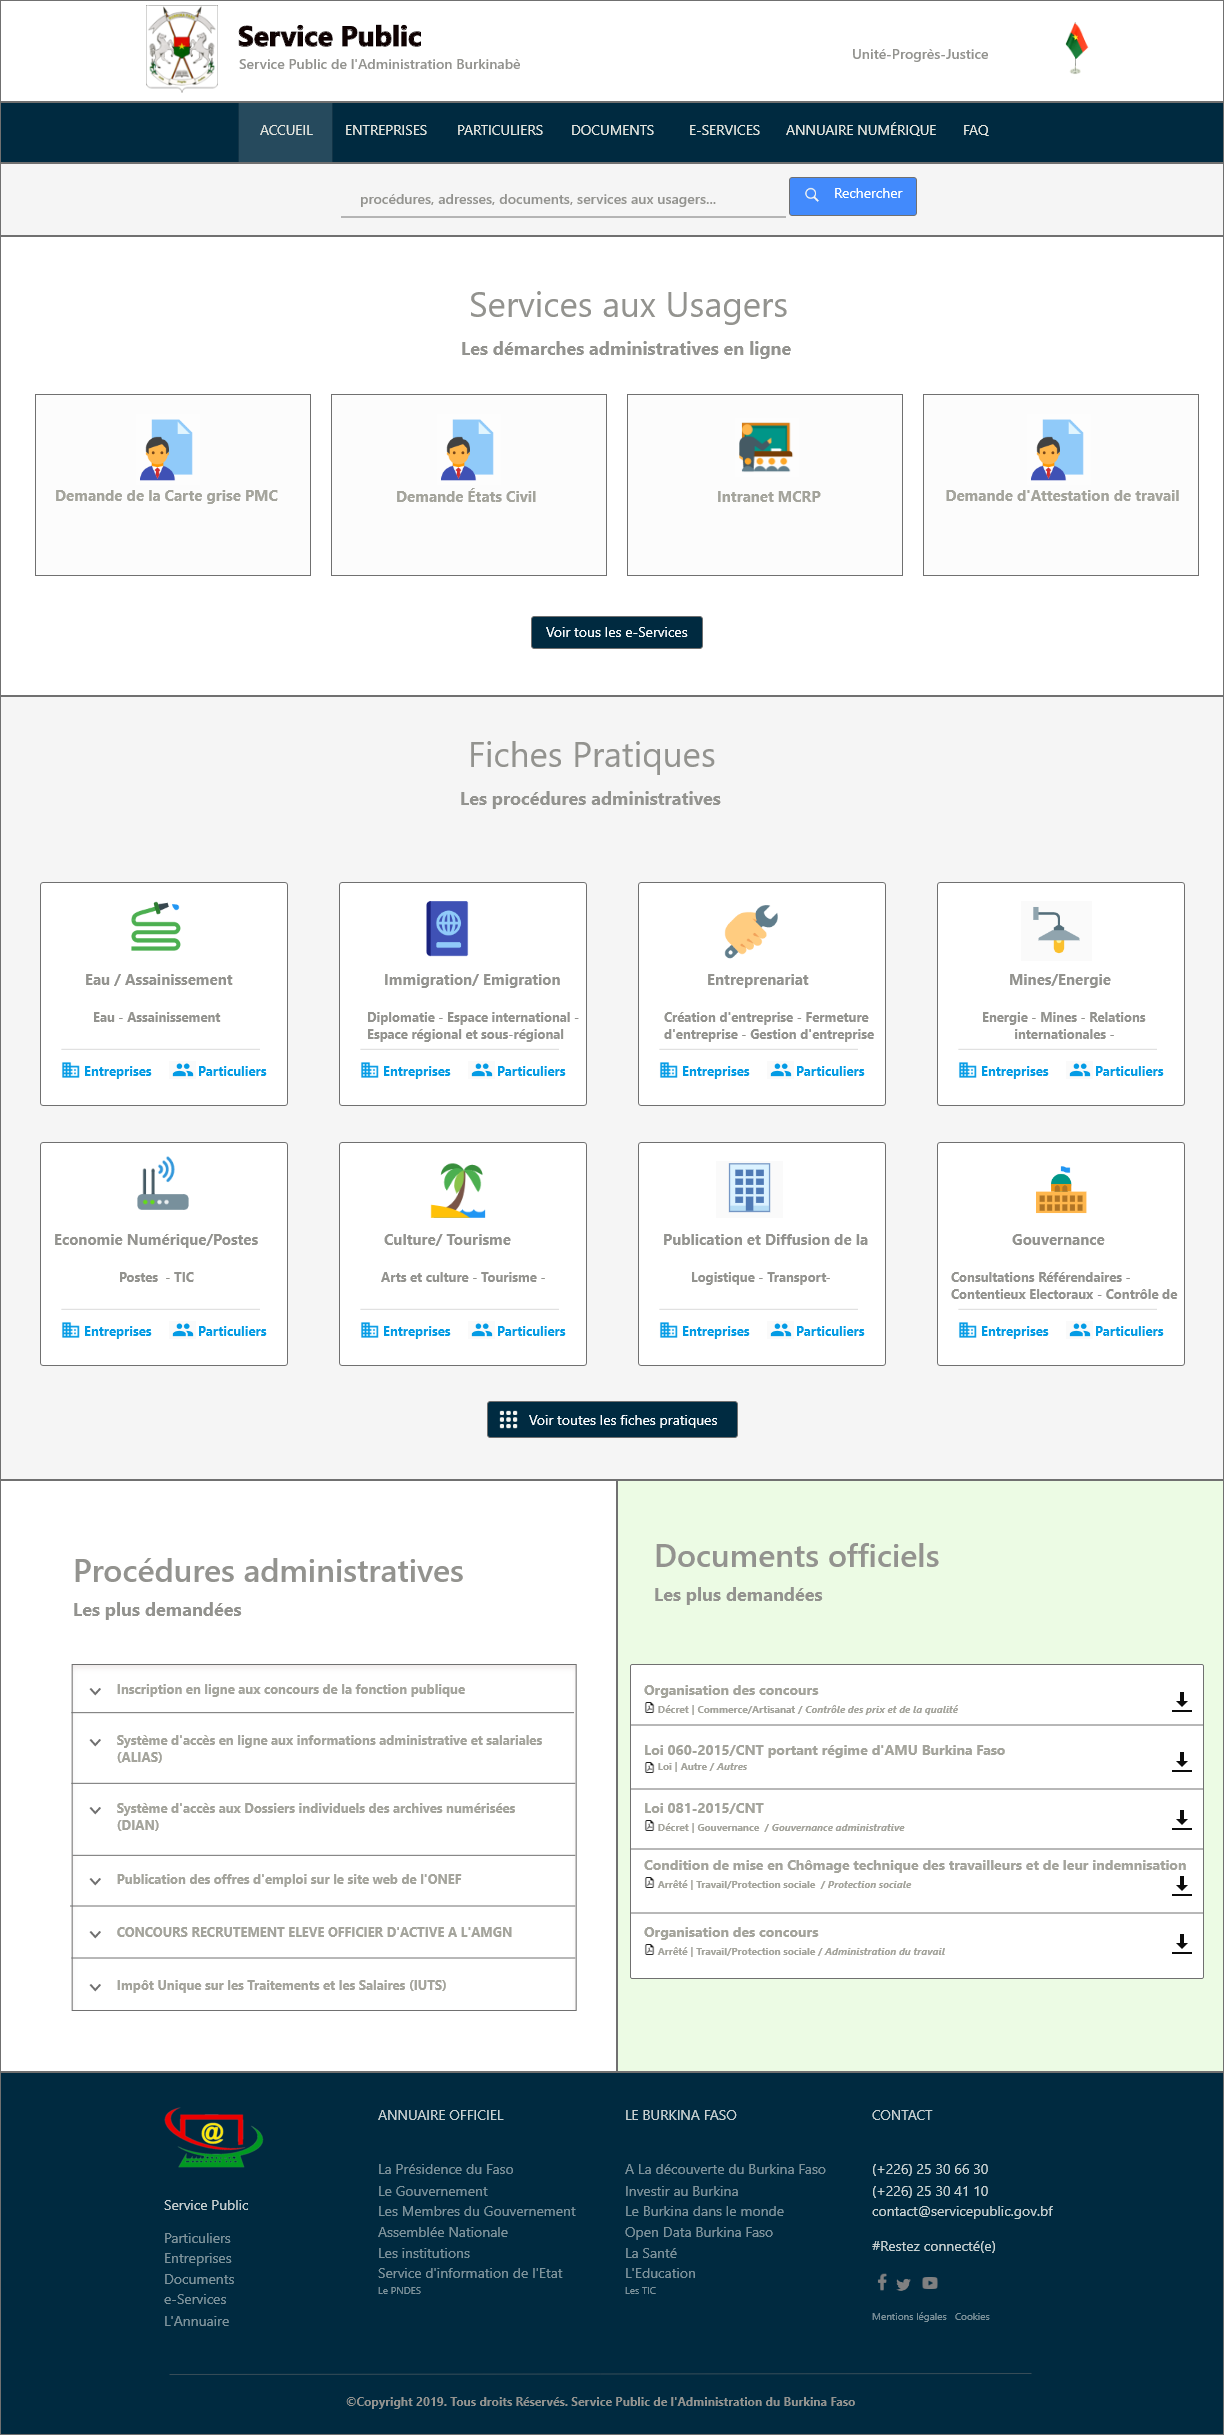 Service Public
Service Public de l'Administration Burkinabè
Unité-Progrès-Justice
ACCUEIL ENTREPRISES PARTICULIERS DOCUMENTS E-SERVICES ANNUAIRE NUMÉRIQUE FAQ
procédures, adresses, documents, services aux usagers...
Rechercher
Services aux Usagers
Les démarches administratives en ligne
Demande de la Carte grise PMC
Demande États Civil
Intranet MCRP
Demande d'Attestation de travail
Voir tous les e-Services
Fiches Pratiques
Les procédures administratives
Eau / Assainissement
Eau - Assainissement
Entreprises Particuliers
Immigration/ Emigration
Diplomatie - Espace international -
Espace régional et sous-régional
Entreprises Particuliers
Entreprenariat
Création d'entreprise - Fermeture
d'entreprise - Gestion d'entreprise
Entreprises Particuliers
Mines/Energie
Energie - Mines - Relations
internationales -
Entreprises Particuliers
Economie Numérique/Postes
Postes - TIC
Entreprises Particuliers
Culture/ Tourisme
Arts et culture - Tourisme -
Entreprises Particuliers
Publication et Diffusion de la
Logistique - Transport-
Entreprises Particuliers
Gouvernance
Consultations Référendaires -
Contentieux Electoraux - Contrôle de
Entreprises Particuliers
Voir toutes les fiches pratiques
Procédures administratives
Les plus demandées
Inscription en ligne aux concours de la fonction publique
Système d'accès en ligne aux informations administrative et salariales
(ALIAS)
Système d'accès aux Dossiers individuels des archives numérisées
(DIAN)
Publication des offres d'emploi sur le site web de l'ONEF
CONCOURS RECRUTEMENT ELEVE OFFICIER D'ACTIVE A L'AMGN
Impôt Unique sur les Traitements et les Salaires (IUTS)
Documents officiels
Les plus demandées
Organisation des concours
Décret | Commerce/Artisanat / Contrôle des prix et de la qualité
Loi 060-2015/CNT portant régime d'AMU Burkina Faso
Loi | Autre / Autres
Loi 081-2015/CNT
Décret | Gouvernance / Gouvernance administrative
Condition de mise en Chômage technique des travailleurs et de leur indemnisation
Arrêté | Travail/Protection sociale / Protection sociale
Organisation des concours
Arrêté | Travail/Protection sociale / Administration du travail
@
Service Public
Particuliers
Entreprises
Documents
e-Services
L'Annuaire
ANNUAIRE OFFICIEL
La Présidence du Faso
Le Gouvernement
Les Membres du Gouvernement
Assemblée Nationale
Les institutions
Service d'information de l'Etat
Le PNDES
LE BURKINA FASO
A La découverte du Burkina Faso
Investir au Burkina
Le Burkina dans le monde
Open Data Burkina Faso
La Santé
L'Education
Les TIC
CONTACT
(+226) 25 30 66 30
(+226) 25 30 41 10
contact@servicepublic.gov.bf
#Restez connecté(e)
Mentions légales Cookies
©Copyright 2019. Tous droits Réservés. Service Public de l'Administration du Burkina Faso